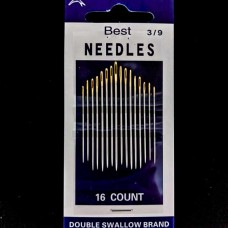 Best 3/9
NEEDLES
16 COUNT
DOUBLE SWALLOW BRAND